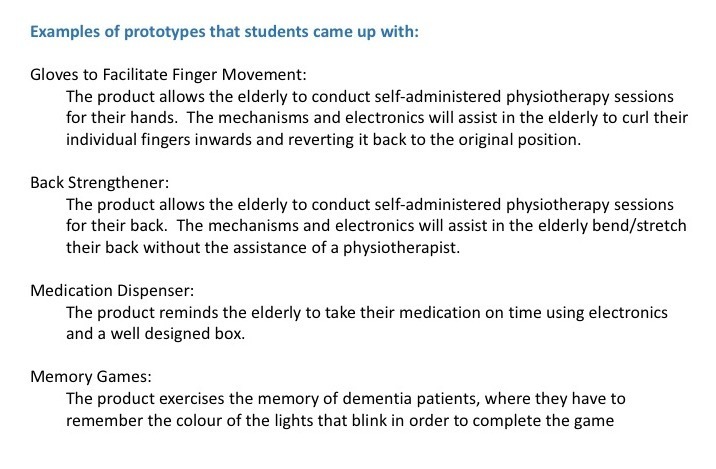 Examples of prototypes that students came up with:
Gloves to Facilitate Finger Movement:
The product allows the elderly to conduct self-administered physiotherapy sessions
for their hands.  The mechanisms and electronics will assist in the elderly to curl their
individual fingers inwards and reverting it back to the original position.
Back Strengthener:
The product allows the elderly to conduct self-administered physiotherapy sessions
for their back.  The mechanisms and electronics will assist in the elderly bend/stretch
their back without the assistance of a physiotherapist.
Medication Dispenser:
The product reminds the elderly to take their medication on time using electronics
and a well designed box.
Memory Games:
The product exercises the memory of dementia patients, where they have to
remember the colour of the lights that blink in order to complete the game